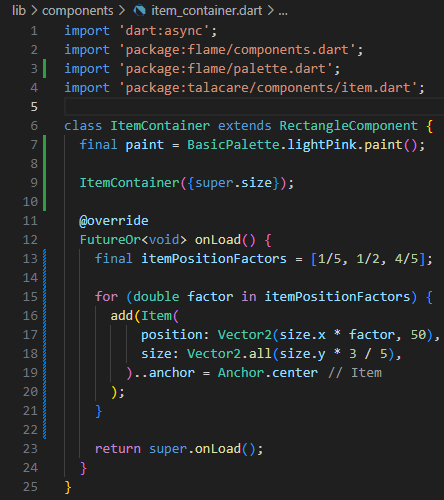 lib > components > item_container.dart > ...
1 import 'dart:async';
2 import 'package:flame/components.dart';
3 import 'package:flame/palette.dart';
4 import 'package:talacare/components/item.dart';
5
6 class ItemContainer extends RectangleComponent {
7   final paint = BasicPalette.lightPink.paint();
8
9   ItemContainer({super.size});
10
11   @override
12   FutureOr<void> onLoad() {
13     final itemPositionFactors = [1/5, 1/2, 4/5];
14
15     for (double factor in itemPositionFactors) {
16       add(Item(
17           position: Vector2(size.x * factor, 50),
18           size: Vector2.all(size.y * 3 / 5),
19         )..anchor = Anchor.center // Item
20       );
21     }
22
23     return super.onLoad();
24   }
25 }